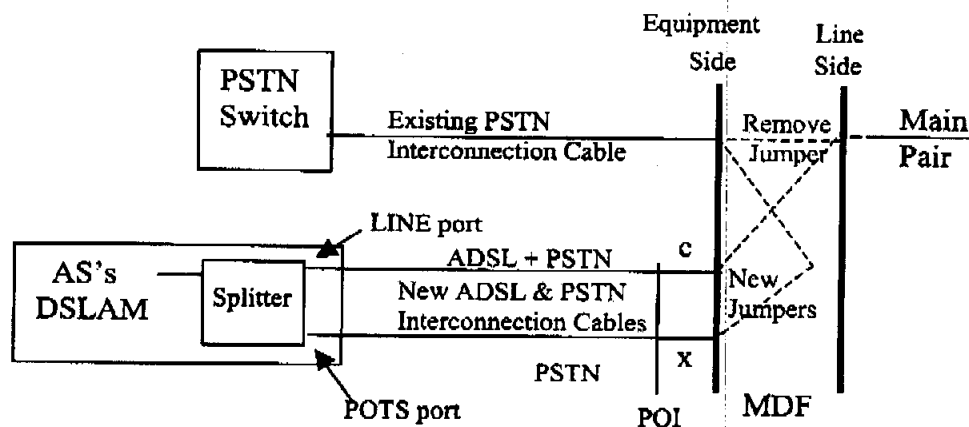 Equipment
Side
Line
Side
PSTN
Switch
Existing PSTN
Interconnection Cable
Remove
Jumper
Main
Pair
LINE port
AS's
DSLAM
Splitter
ADSL + PSTN
c
New ADSL & PSTN
Interconnection Cables
New
Jumpers
x
PSTN
POTS port
POI
MDF